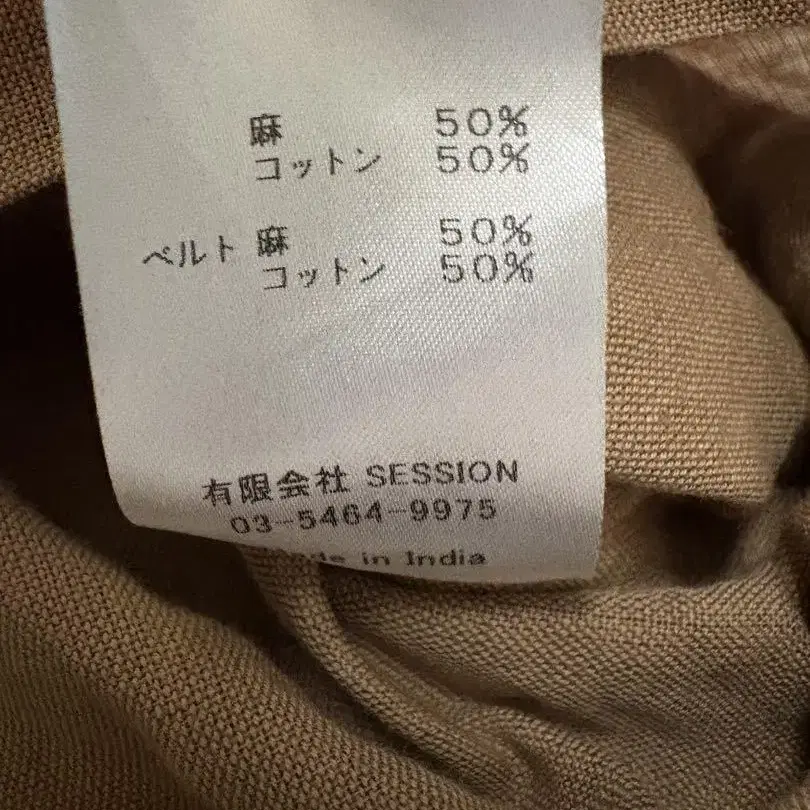 麻 50%
コットン 50%
ベルト 麻 50%
コットン 50%
有限会社 SESSION
03-5464-9975
Made in India